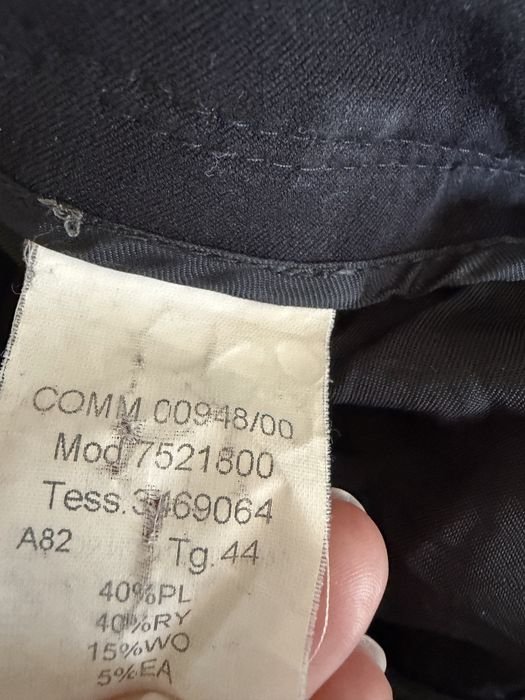 COMM 00948/00
Mod 7521800
Tess.3469064
A82 Tg.44
40%PL
40%RY
15%WO
5%EA